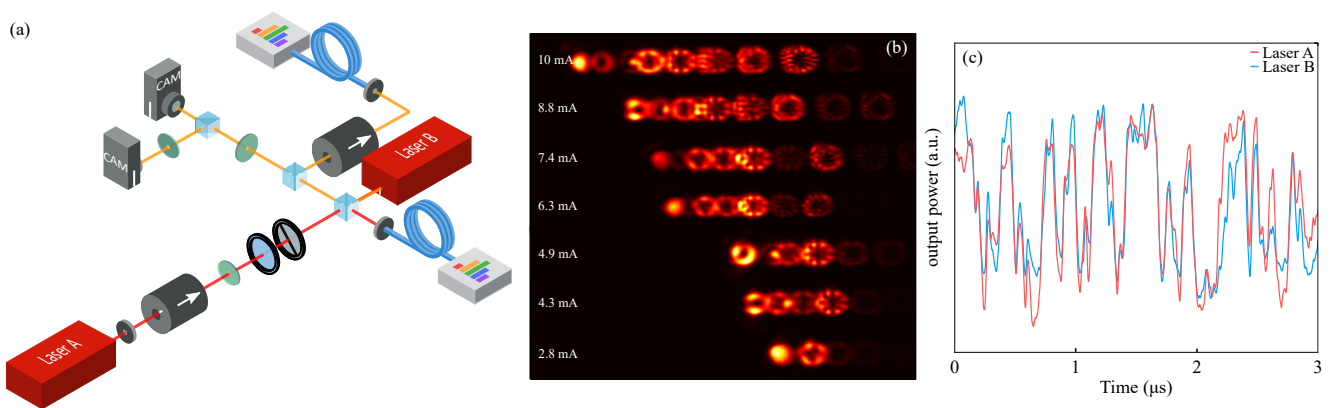 (a)
CAM
CAM
Laser B
Laser A
(b)
10 mA
8.8 mA
7.4 mA
6.3 mA
4.9 mA
4.3 mA
2.8 mA
(c)
Laser A
Laser B
output power (a.u.)
0 1 2 3
Time (μs)